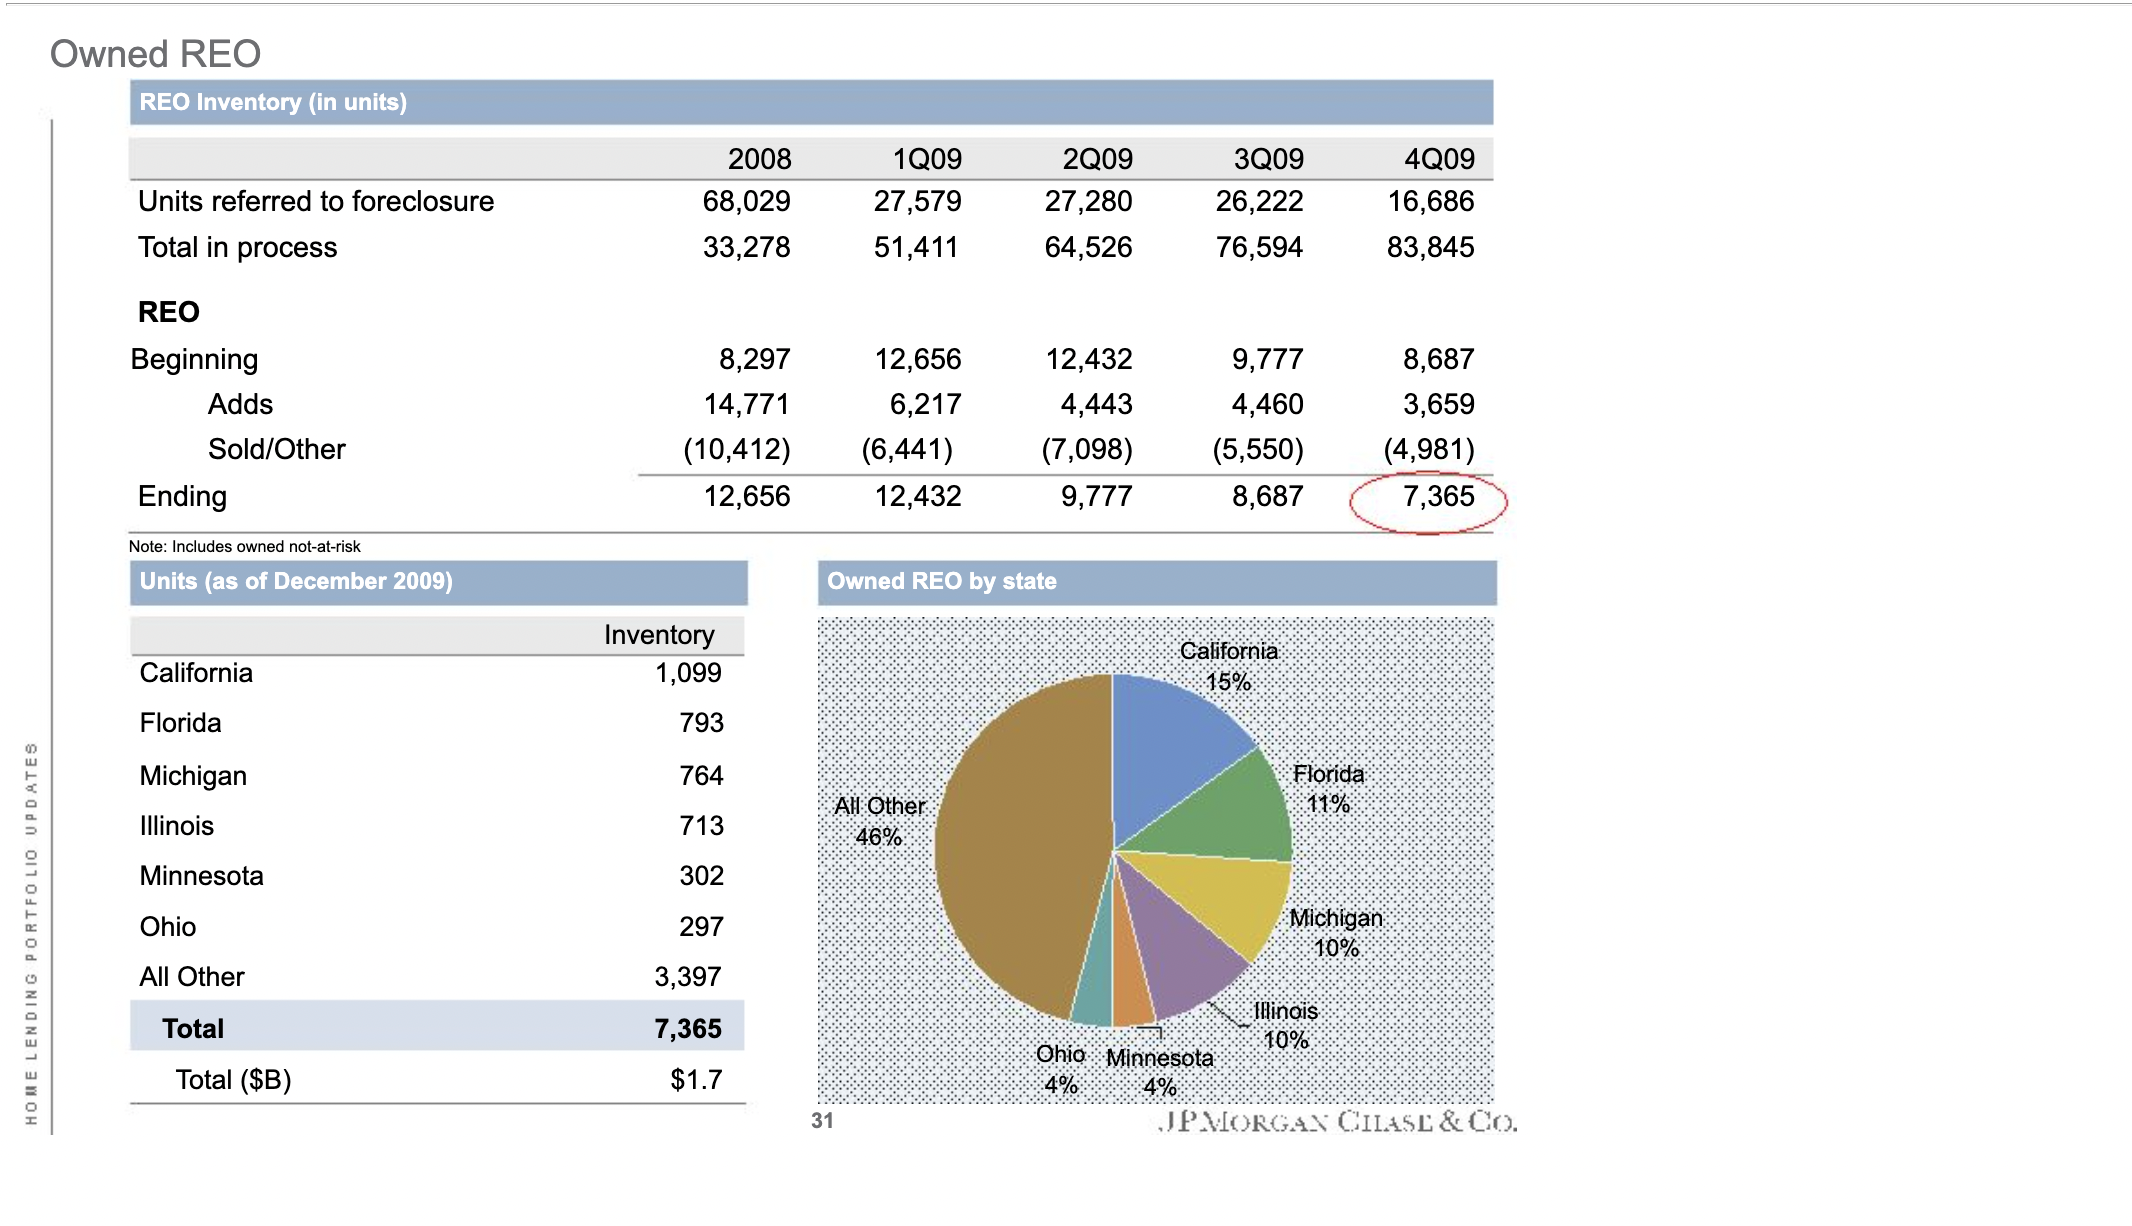 Owned REO
REO Inventory (in units)
2008 1Q09 2Q09 3Q09 4Q09
Units referred to foreclosure 68,029 27,579 27,280 26,222 16,686
Total in process 33,278 51,411 64,526 76,594 83,845
REO
Beginning 8,297 12,656 12,432 9,777 8,687
Adds 14,771 6,217 4,443 4,460 3,659
Sold/Other (10,412) (6,441) (7,098) (5,550) (4,981)
Ending 12,656 12,432 9,777 8,687 7,365
Note: Includes owned not-at-risk
Units (as of December 2009)
Inventory
California 1,099
Florida 793
Michigan 764
Illinois 713
Minnesota 302
Ohio 297
All Other 3,397
Total 7,365
Total ($B) $1.7
Owned REO by state
California
15%
Florida
11%
Michigan
10%
Illinois
10%
Minnesota
4%
Ohio
4%
All Other
46%
HOME LENDING PORTFOLIO UPDATES
31
JPMORGAN CHASE & CO.